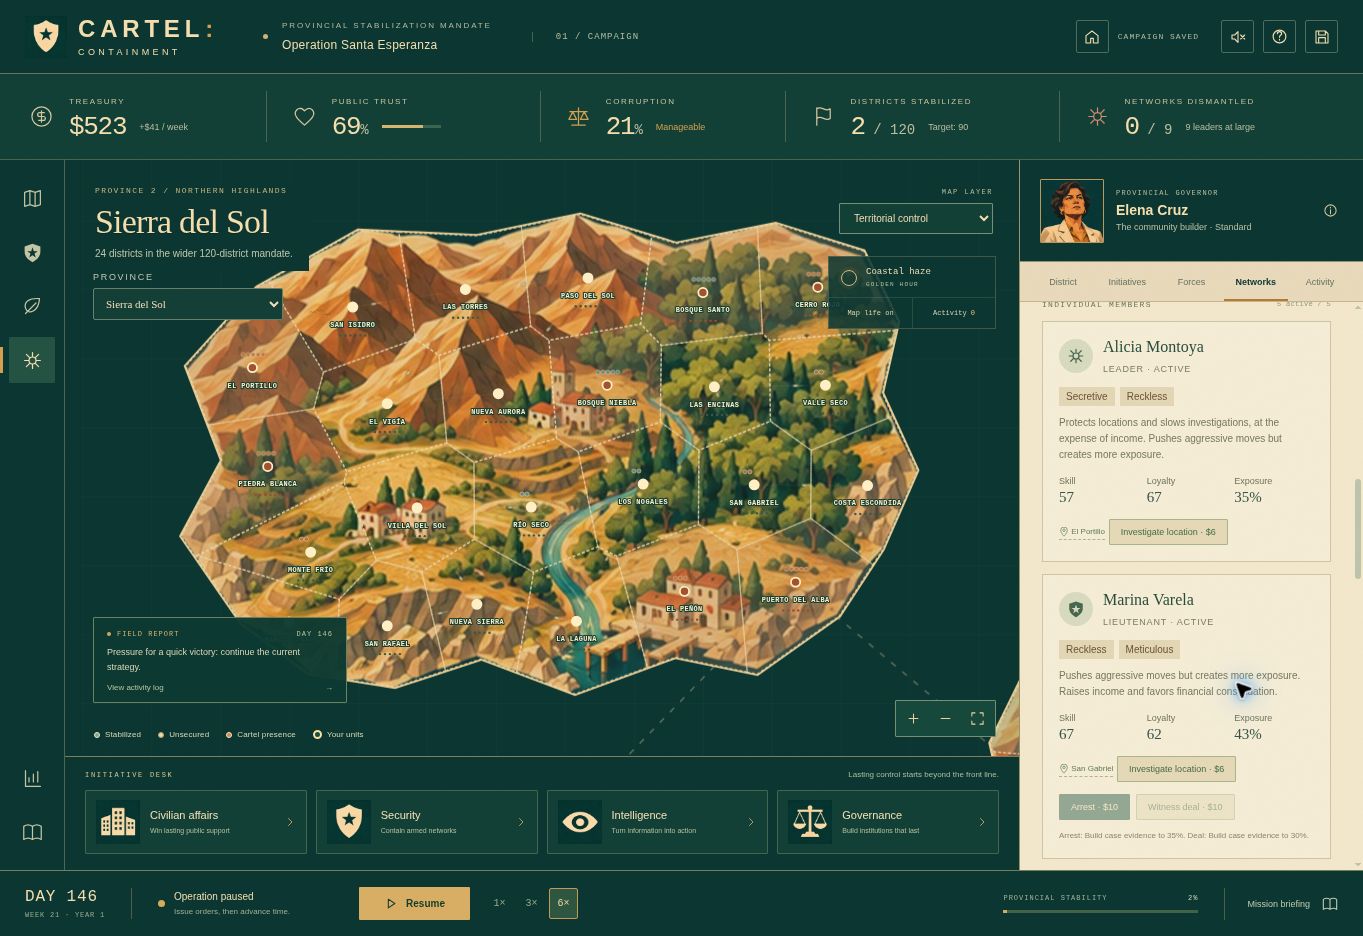 CARTEL:
CONTAINMENT
PROVINCIAL STABILIZATION MANDATE
Operation Santa Esperanza
01 / CAMPAIGN
CAMPAIGN SAVED
TREASURY
$523 +$41 / week
PUBLIC TRUST
69%
CORRUPTION
21% Manageable
DISTRICTS STABILIZED
2 / 120 Target: 90
NETWORKS DISMANTLED
0 / 9 9 leaders at large
PROVINCE 2 / NORTHERN HIGHLANDS
Sierra del Sol
24 districts in the wider 120-district mandate.
PROVINCE
Sierra del Sol
MAP LAYER
Territorial control
Coastal haze
GOLDEN HOUR
Map life on
Activity 0
PASO DEL SOL
LAS TORRES
BOSQUE SANTO
CERRO RO
SAN ISIDRO
EL PORTILLO
EL VIGÍA
NUEVA AURORA
BOSQUE NIEBLA
LAS ENCINAS
VALLE SECO
PIEDRA BLANCA
VILLA DEL SOL
RÍO SECO
LOS NOGALES
SAN GABRIEL
COSTA ESCONDIDA
MONTE FRÍO
NUEVA SIERRA
EL PEÑÓN
PUERTO DEL ALBA
SAN RAFAEL
LA LAGUNA
FIELD REPORT DAY 146
Pressure for a quick victory: continue the current
strategy.
View activity log →
Stabilized
Unsecured
Cartel presence
Your units
INITIATIVE DESK
Lasting control starts beyond the front line.
Civilian affairs
Win lasting public support
Security
Contain armed networks
Intelligence
Turn information into action
Governance
Build institutions that last
PROVINCIAL GOVERNOR
Elena Cruz
The community builder · Standard
District Initiatives Forces Networks Activity
INDIVIDUAL MEMBERS 5 active / 5
Alicia Montoya
LEADER · ACTIVE
Secretive Reckless
Protects locations and slows investigations, at the
expense of income. Pushes aggressive moves but
creates more exposure.
Skill Loyalty Exposure
57 67 35%
El Portillo Investigate location · $6
Marina Varela
LIEUTENANT · ACTIVE
Reckless Meticulous
Pushes aggressive moves but creates more exposure.
Raises income and favors financial
Skill Loyalty Exposure
67 62 43%
San Gabriel Investigate location · $6
Arrest · $10 Witness deal · $10
Arrest: Build case evidence to 35%. Deal: Build case evidence to 30%.
DAY 146
WEEK 21 · YEAR 1
Operation paused
Issue orders, then advance time.
Resume
1× 3× 6×
PROVINCIAL STABILITY 2%
Mission briefing